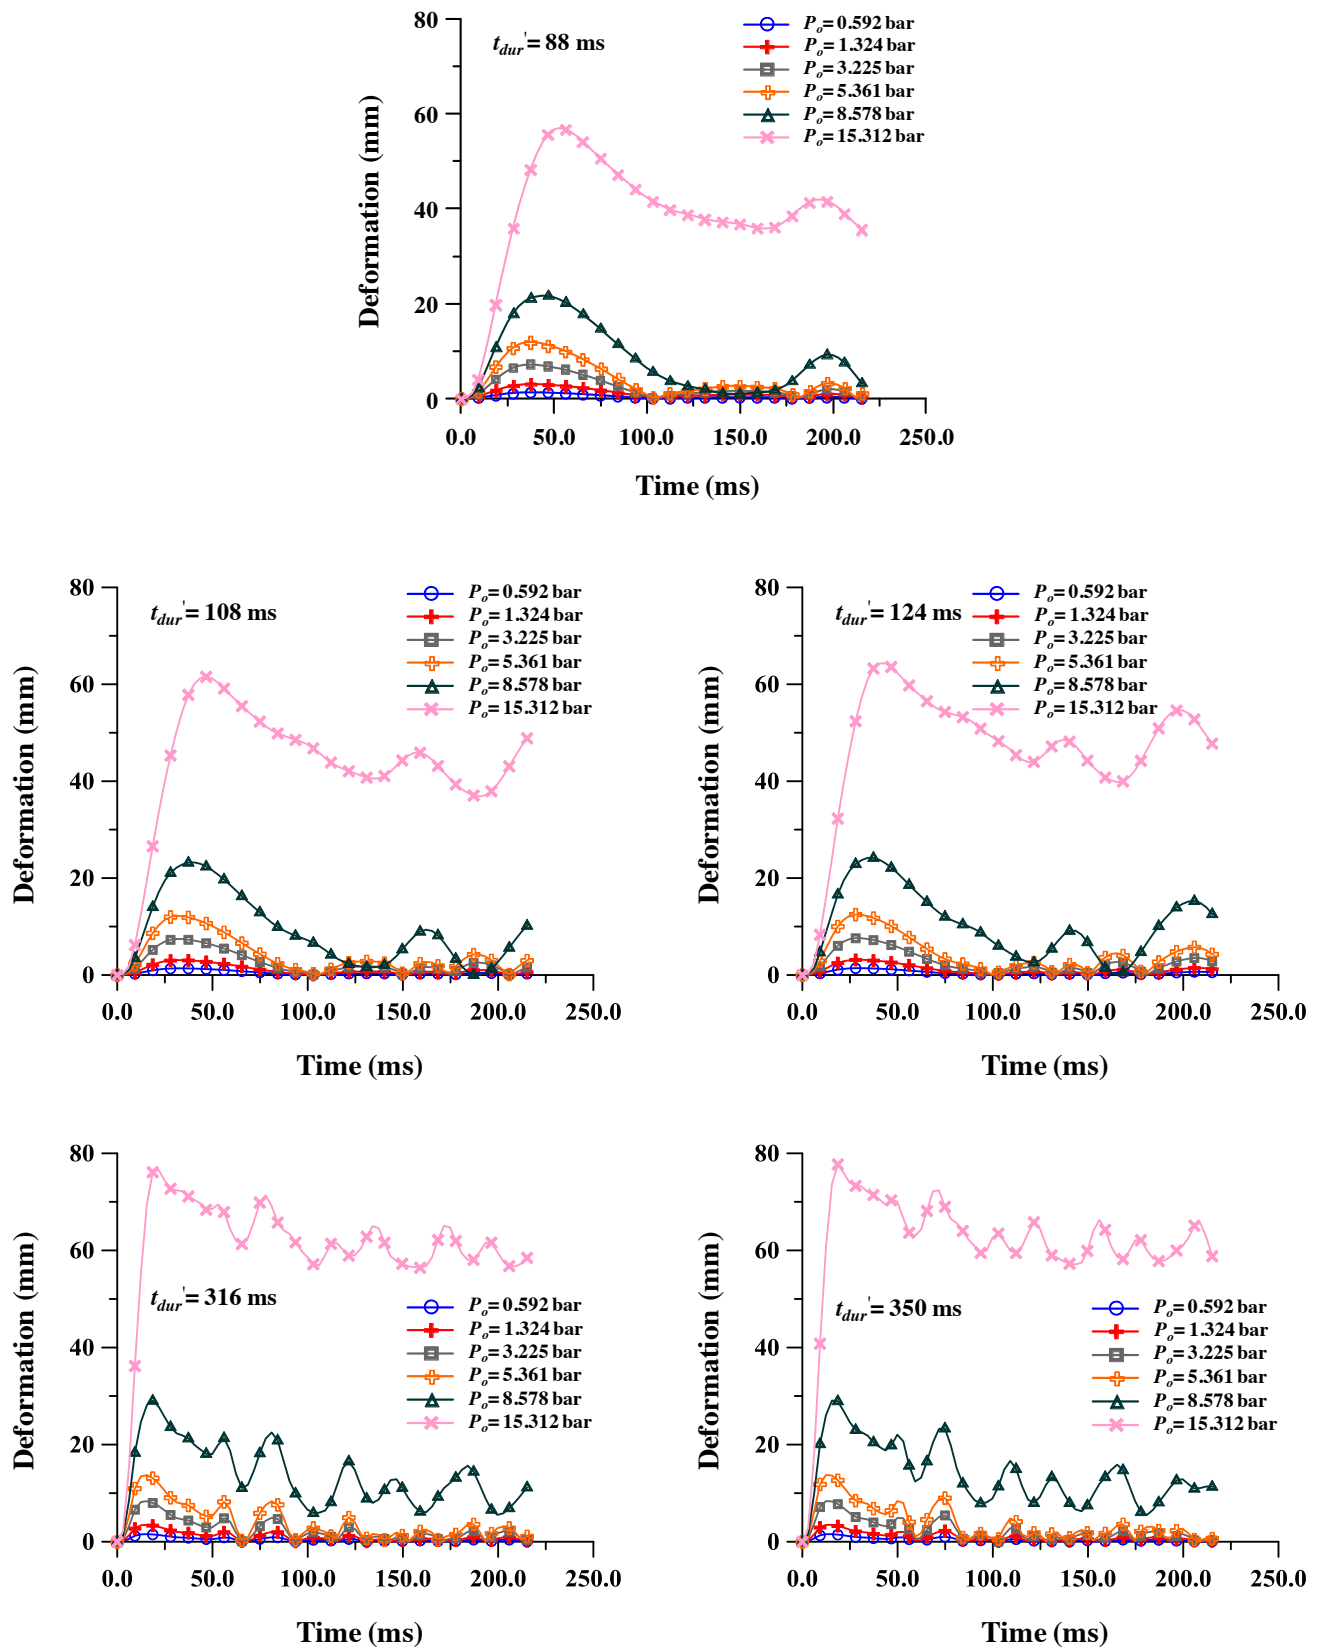 t_dur'= 88 ms
P_o= 0.592 bar
P_o= 1.324 bar
P_o= 3.225 bar
P_o= 5.361 bar
P_o= 8.578 bar
P_o= 15.312 bar
Deformation (mm)
80
60
40
20
0
0.0 50.0 100.0 150.0 200.0 250.0
Time (ms)
t_dur'= 108 ms
P_o= 0.592 bar
P_o= 1.324 bar
P_o= 3.225 bar
P_o= 5.361 bar
P_o= 8.578 bar
P_o= 15.312 bar
Deformation (mm)
80
60
40
20
0
0.0 50.0 100.0 150.0 200.0 250.0
Time (ms)
t_dur'= 124 ms
P_o= 0.592 bar
P_o= 1.324 bar
P_o= 3.225 bar
P_o= 5.361 bar
P_o= 8.578 bar
P_o= 15.312 bar
Deformation (mm)
80
60
40
20
0
0.0 50.0 100.0 150.0 200.0 250.0
Time (ms)
t_dur'= 316 ms
P_o= 0.592 bar
P_o= 1.324 bar
P_o= 3.225 bar
P_o= 5.361 bar
P_o= 8.578 bar
P_o= 15.312 bar
Deformation (mm)
80
60
40
20
0
0.0 50.0 100.0 150.0 200.0 250.0
Time (ms)
t_dur'= 350 ms
P_o= 0.592 bar
P_o= 1.324 bar
P_o= 3.225 bar
P_o= 5.361 bar
P_o= 8.578 bar
P_o= 15.312 bar
Deformation (mm)
80
60
40
20
0
0.0 50.0 100.0 150.0 200.0 250.0
Time (ms)